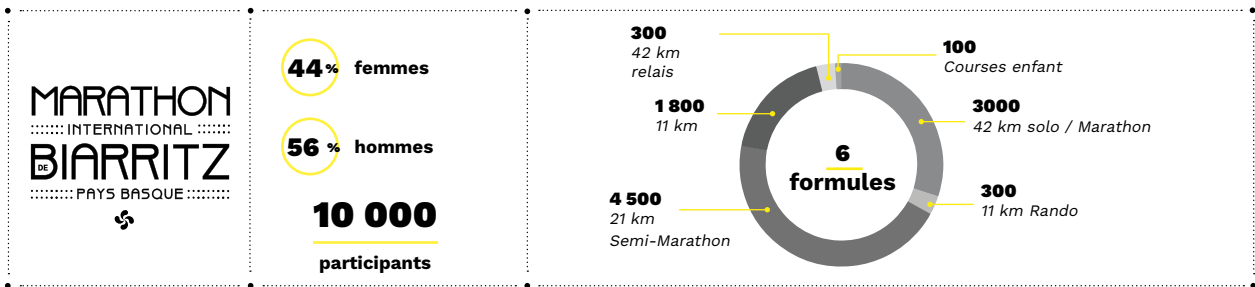 MARATHON
INTERNATIONAL
DE BIARRITZ
PAYS BASQUE
44 % femmes
56 % hommes
10 000
participants
300
42 km
relais
1 800
11 km
4 500
21 km
Semi-Marathon
6
formules
100
Courses enfant
3000
42 km solo / Marathon
300
11 km Rando